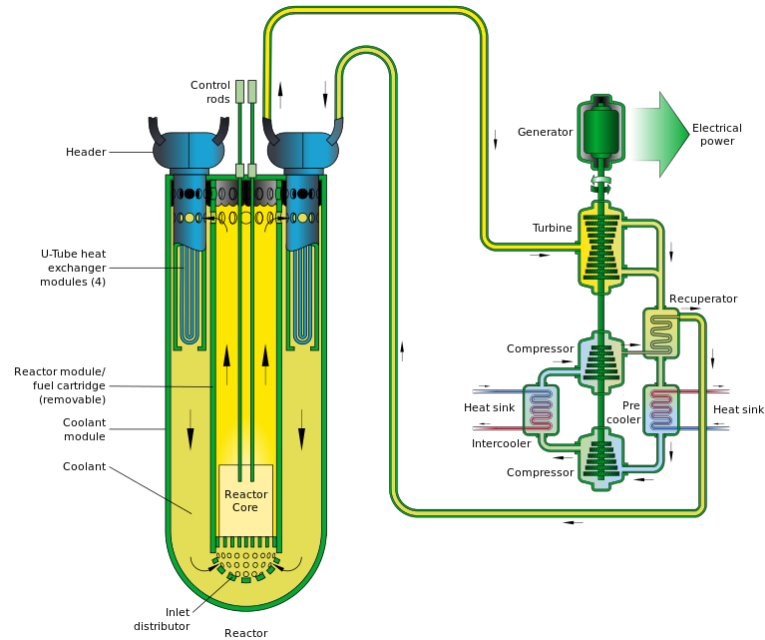 Control
rods
Header
U-Tube heat
exchanger
modules (4)
Reactor module/
fuel cartridge
(removable)
Coolant
module
Coolant
Reactor
Core
Inlet
distributor
Reactor
Generator
Electrical
power
Turbine
Recuperator
Compressor
Heat sink
Pre
cooler
Heat sink
Intercooler
Compressor